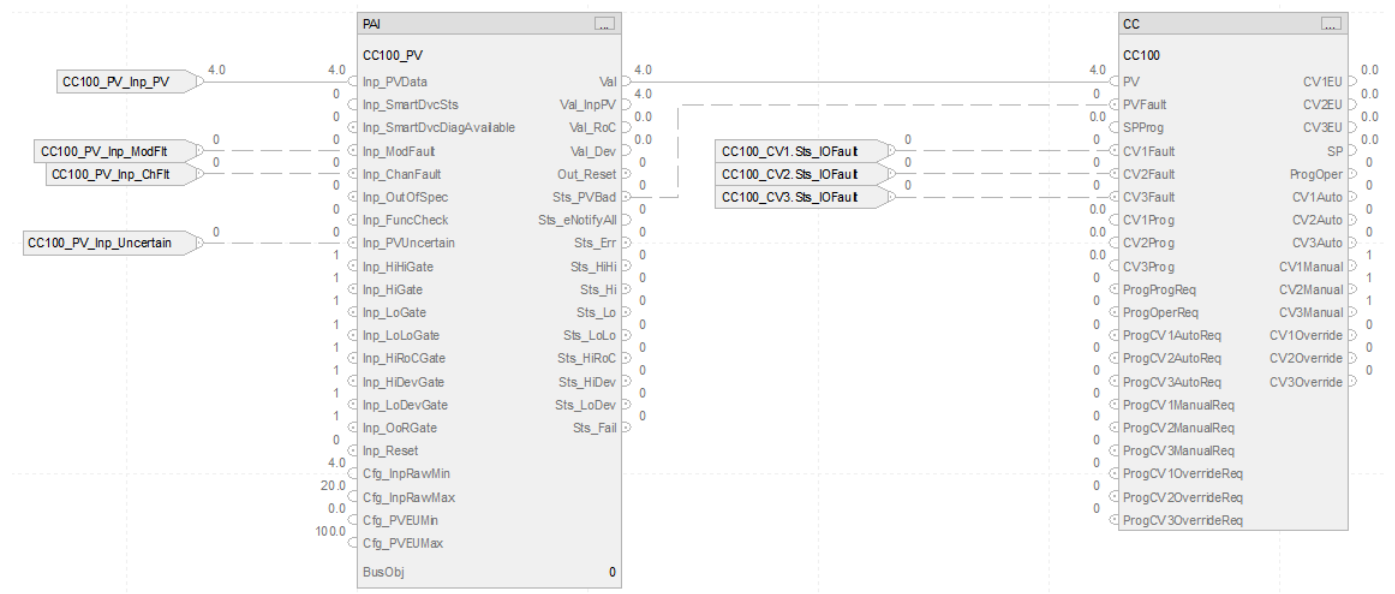 PAI
...
CC100_PV
CC100_PV_Inp_PV
4.0
4.0
Inp_PVData
Val
4.0
0
Inp_SmartDvcSts
Val_InpPV
4.0
0
Inp_SmartDvcDiagAvailable
Val_RoC
0.0
CC100_PV_Inp_ModFlt
0
0
Inp_ModFault
Val_Dev
0.0
CC100_PV_Inp_ChFlt
0
0
Inp_ChanFault
Out_Reset
0
0
Inp_OutOfSpec
Sts_PVBad
0
0
Inp_FuncCheck
Sts_eNotifyAll
0
CC100_PV_Inp_Uncertain
0
0
Inp_PVUncertain
Sts_Err
0
1
Inp_HiHiGate
Sts_HiHi
0
1
Inp_HiGate
Sts_Hi
0
1
Inp_LoGate
Sts_Lo
0
1
Inp_LoLoGate
Sts_LoLo
0
1
Inp_HiRoCGate
Sts_HiRoC
0
1
Inp_HiDevGate
Sts_HiDev
0
1
Inp_LoDevGate
Sts_LoDev
0
1
Inp_OoRGate
Sts_Fail
0
0
Inp_Reset
4.0
Cfg_InpRawMin
20.0
Cfg_InpRawMax
0.0
Cfg_PVEUMin
100.0
Cfg_PVEUMax
BusObj
0
CC100_CV1.Sts_IOFault
0
CC100_CV2.Sts_IOFault
0
CC100_CV3.Sts_IOFault
0
CC
...
CC100
4.0
PV
CV1EU
0.0
0
PVFault
CV2EU
0.0
0.0
SPProg
CV3EU
0.0
0
CV1Fault
SP
0.0
0
CV2Fault
ProgOper
0
0
CV3Fault
CV1Auto
0
0.0
CV1Prog
CV2Auto
0
0.0
CV2Prog
CV3Auto
0
0.0
CV3Prog
CV1Manual
1
0
ProgProgReq
CV2Manual
1
0
ProgOperReq
CV3Manual
1
0
ProgCV1AutoReq
CV1Override
0
0
ProgCV2AutoReq
CV2Override
0
0
ProgCV3AutoReq
CV3Override
0
0
ProgCV1ManualReq
0
ProgCV2ManualReq
0
ProgCV3ManualReq
0
ProgCV1OverrideReq
0
ProgCV2OverrideReq
0
ProgCV3OverrideReq